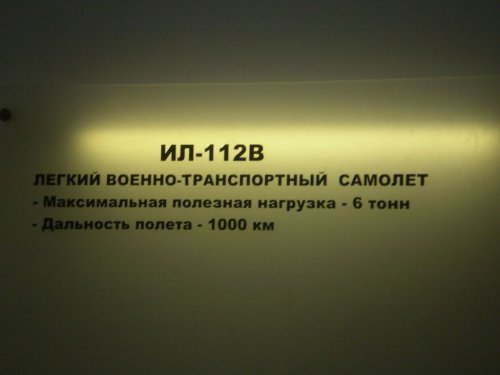 ИЛ-112В
ЛЕГКИЙ ВОЕННО-ТРАНСПОРТНЫЙ САМОЛЕТ
- Максимальная полезная нагрузка - 6 тонн
- Дальность полета - 1000 км